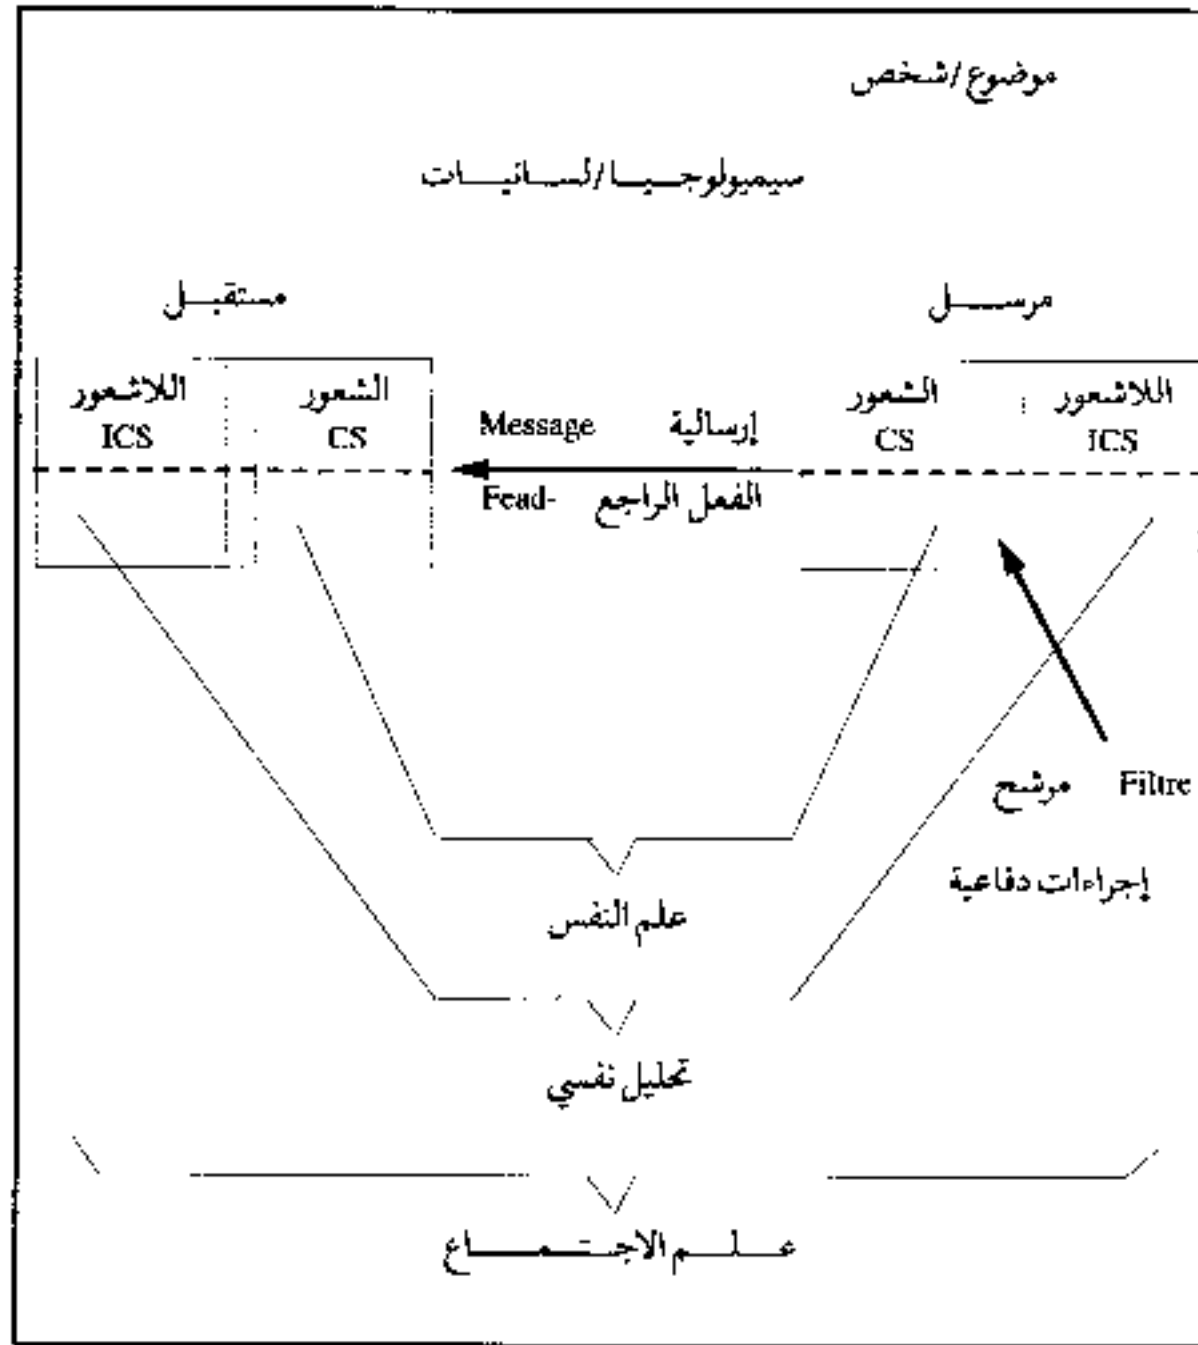 موضوع/شخص
سيميولوجيا/لسانيات
مرسل
مستقبل
اللاشعور
ICS
الشعور
CS
إرسالية Message
الفعل الراجع Fead-
الشعور
CS
اللاشعور
ICS
مرشح Filtre
إجراءات دفاعية
علم النفس
تحليل نفسي
علم الاجتماع